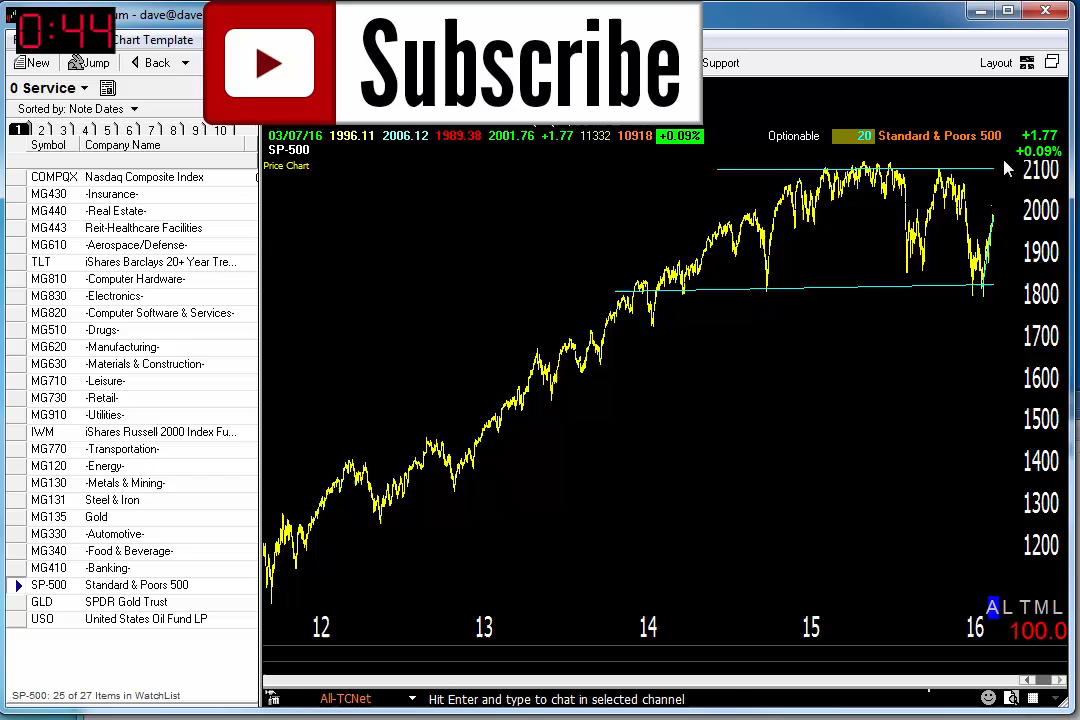 0:44
um - dave@dave
Chart Template
Subscribe
New Jump Back
Support
Layout
0 Service
Sorted by: Note Dates
1 2 3 4 5 6 7 8 9 10
Symbol Company Name
03/07/16 1996.11 2006.12 1989.38 2001.76 +1.77 11332 10918 +0.09%
Optionable 20 Standard & Poors 500 +1.77
+0.09%
SP-500
Price Chart
COMPQX Nasdaq Composite Index
MG430 -Insurance-
MG440 -Real Estate-
MG443 Reit-Healthcare Facilities
MG610 -Aerospace/Defense-
TLT iShares Barclays 20+ Year Tre...
MG810 -Computer Hardware-
MG830 -Electronics-
MG820 -Computer Software & Services-
MG510 -Drugs-
MG620 -Manufacturing-
MG630 -Materials & Construction-
MG710 -Leisure-
MG730 -Retail-
MG910 -Utilities-
IWM iShares Russell 2000 Index Fu...
MG770 -Transportation-
MG120 -Energy-
MG130 -Metals & Mining-
MG131 Steel & Iron
MG135 Gold
MG330 -Automotive-
MG340 -Food & Beverage-
MG410 -Banking-
SP-500 Standard & Poors 500
GLD SPDR Gold Trust
USO United States Oil Fund LP
2100
2000
1900
1800
1700
1600
1500
1400
1300
1200
A L T M L
12 13 14 15 16
100.0
SP-500: 25 of 27 Items in WatchList
All-TCNet
Hit Enter and type to chat in selected channel